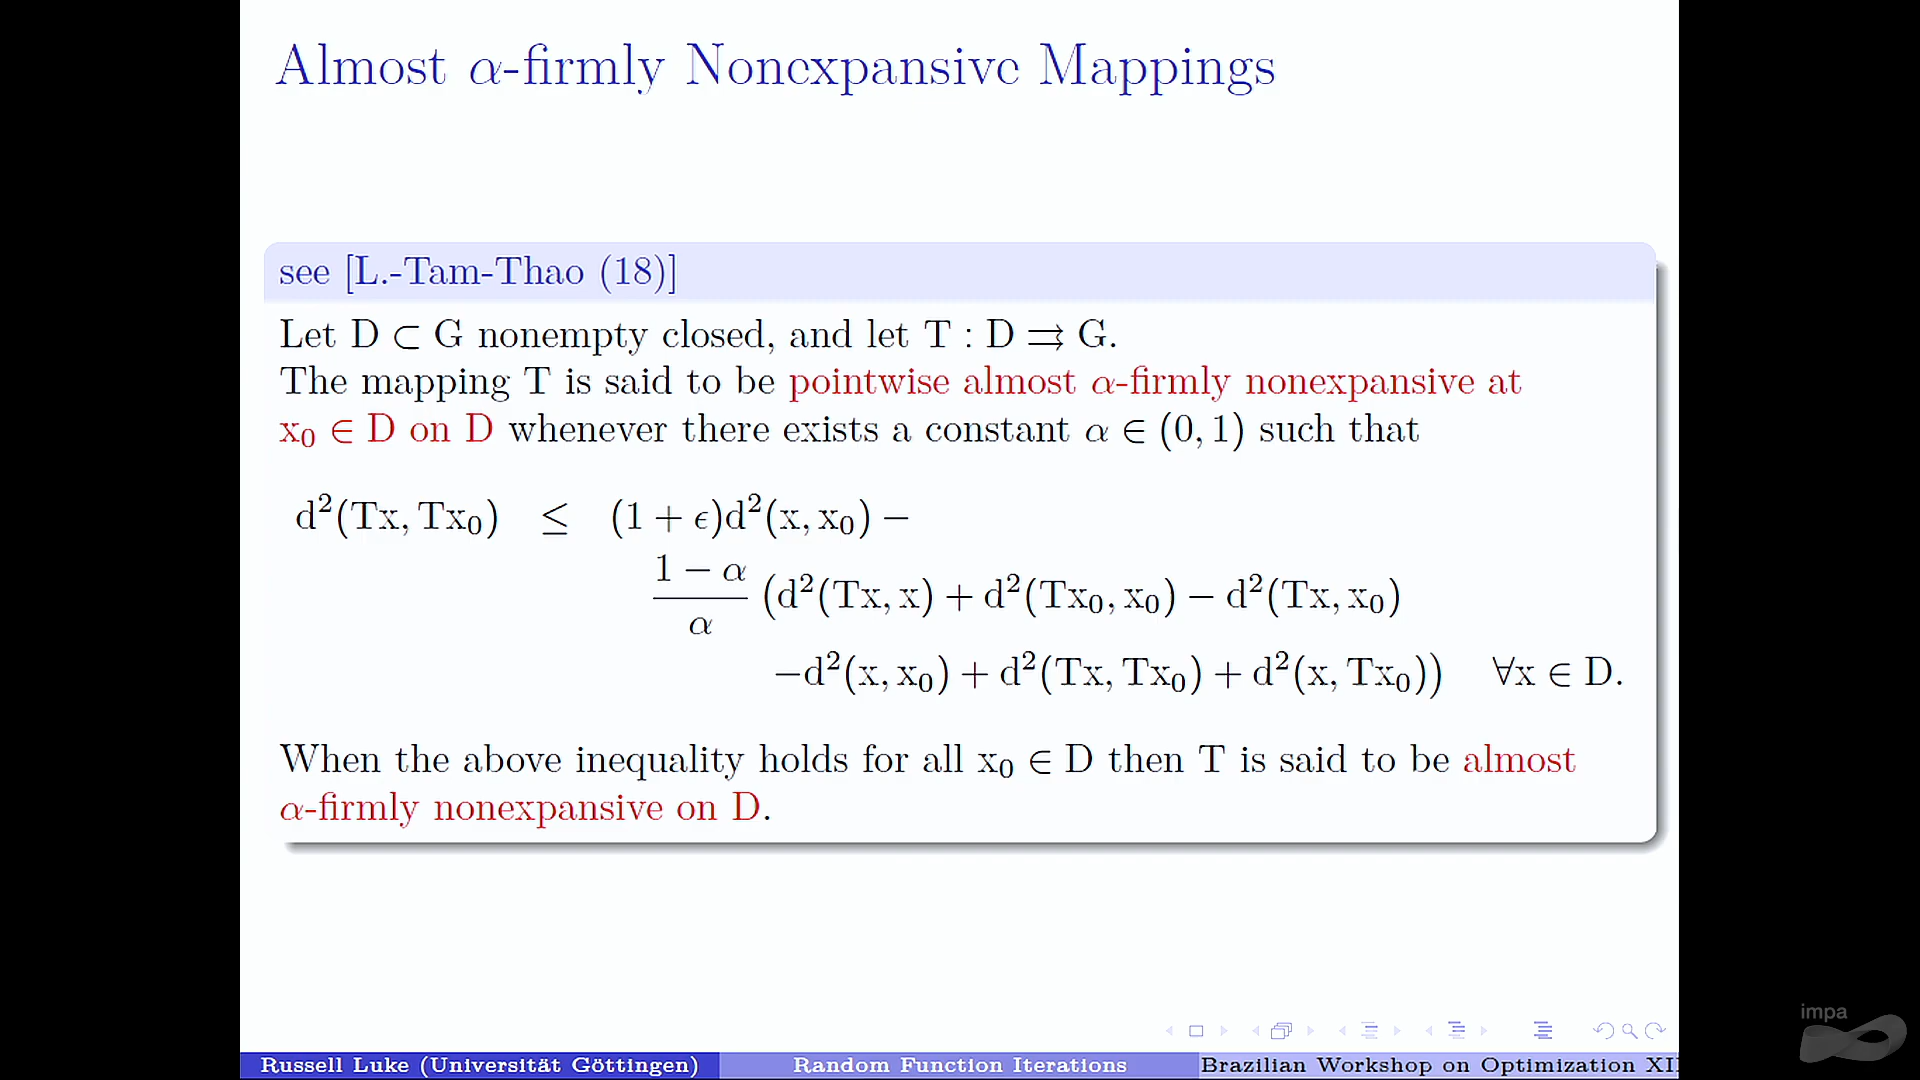 Almost α-firmly Nonexpansive Mappings
see [L.-Tam-Thao (18)]
Let D ⊂ G nonempty closed, and let T : D ⇉ G.
The mapping T is said to be pointwise almost α-firmly nonexpansive at
x₀ ∈ D on D whenever there exists a constant α ∈ (0, 1) such that
d²(Tx, Tx₀) ≤ (1 + ϵ)d²(x, x₀) −
(1 − α)/α (d²(Tx, x) + d²(Tx₀, x₀) − d²(Tx, x₀)
−d²(x, x₀) + d²(Tx, Tx₀) + d²(x, Tx₀)) ∀x ∈ D.
When the above inequality holds for all x₀ ∈ D then T is said to be almost
α-firmly nonexpansive on D.
impa
Russell Luke (Universität Göttingen) Random Function Iterations Brazilian Workshop on Optimization XII